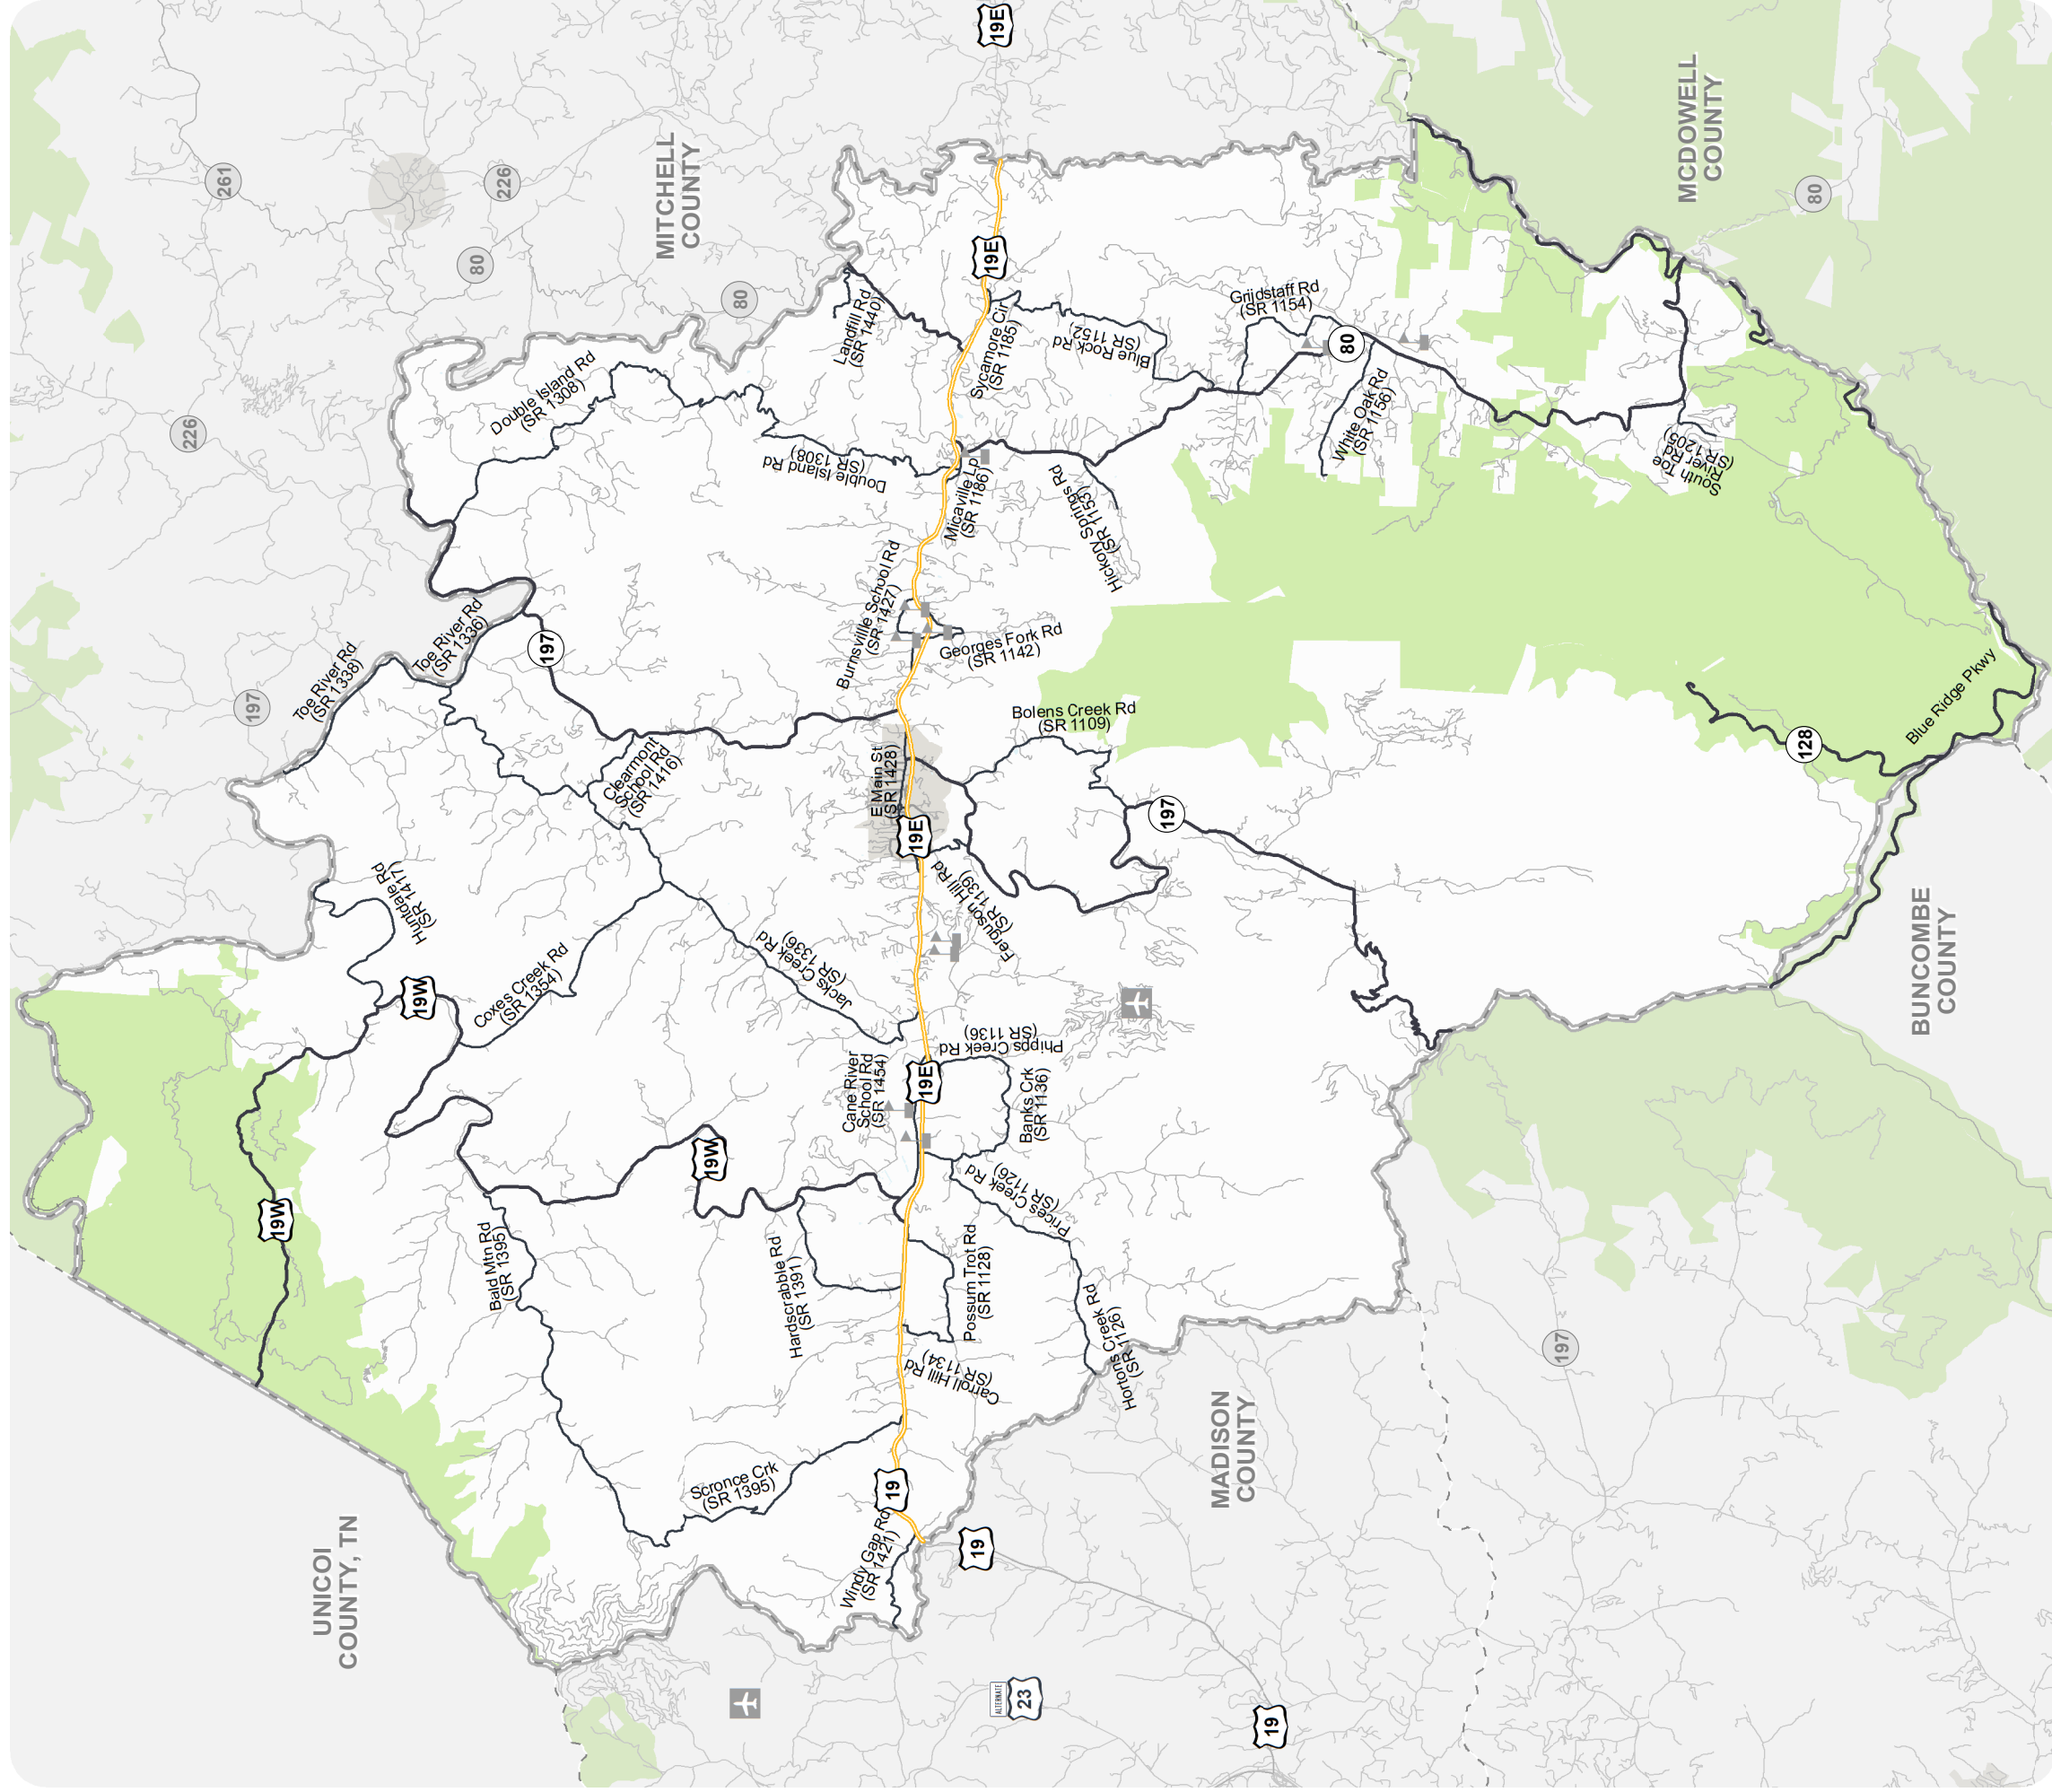 19E
261
226
80
80
MITCHELL
COUNTY
MCDOWELL
COUNTY
80
226
197
19E
Landfill Rd
(SR 1440)
Sycamore Cir
(SR 1185)
Blue Rock Rd
(SR 1152)
Grijdstaff Rd
(SR 1154)
80
White Oak Rd
(SR 1156)
South Toe
River Rd
(SR 1205)
Double Island Rd
(SR 1308)
Double Island Rd
(SR 1308)
Micaville Lp
(SR 1186)
Hickory Springs Rd
(SR 1153)
Burnsville School Rd
(SR 1427)
Georges Fork Rd
(SR 1142)
Toe River Rd
(SR 1338)
Toe River Rd
(SR 1336)
197
Clearmont
School Rd
(SR 1416)
E Main St
(SR 1428)
19E
Bolens Creek Rd
(SR 1109)
197
128
Blue Ridge Pkwy
Huntdale Rd
(SR 1417)
19W
Coxes Creek Rd
(SR 1354)
Jacks Creek Rd
(SR 1336)
Ferguson Hill Rd
(SR 1139)
BUNCOMBE
COUNTY
Phipps Creek Rd
(SR 1136)
Cane River
School Rd
(SR 1454)
19E
Banks Crk
(SR 1136)
19W
19W
Prices Creek Rd
(SR 1126)
Bald Mtn Rd
(SR 1395)
Hardscrabble Rd
(SR 1391)
Possum Trot Rd
(SR 1128)
Carroll Hill Rd
(SR 1134)
Hortons Creek Rd
(SR 1126)
197
MADISON
COUNTY
Scronce Crk
(SR 1395)
19
Windy Gap Rd
(SR 1421)
19
UNICOI
COUNTY, TN
ALTERNATE
23
19